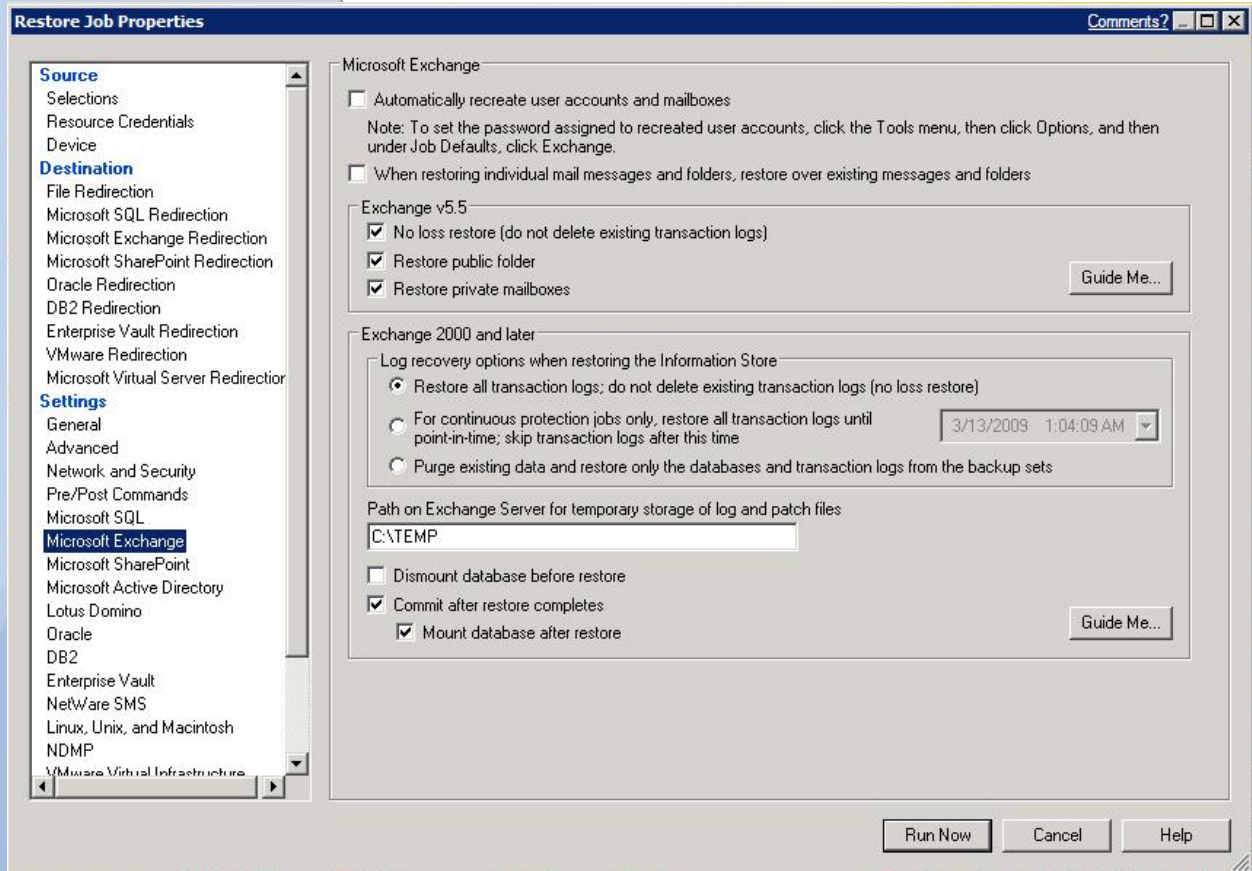 Restore Job Properties
Comments?
Source
Selections
Resource Credentials
Device
Destination
File Redirection
Microsoft SQL Redirection
Microsoft Exchange Redirection
Microsoft SharePoint Redirection
Oracle Redirection
DB2 Redirection
Enterprise Vault Redirection
VMware Redirection
Microsoft Virtual Server Redirection
Settings
General
Advanced
Network and Security
Pre/Post Commands
Microsoft SQL
Microsoft Exchange
Microsoft SharePoint
Microsoft Active Directory
Lotus Domino
Oracle
DB2
Enterprise Vault
NetWare SMS
Linux, Unix, and Macintosh
NDMP
VMware Virtual Infrastructure
Microsoft Exchange
Automatically recreate user accounts and mailboxes
Note: To set the password assigned to recreated user accounts, click the Tools menu, then click Options, and then
under Job Defaults, click Exchange.
When restoring individual mail messages and folders, restore over existing messages and folders
Exchange v5.5
No loss restore (do not delete existing transaction logs)
Restore public folder
Restore private mailboxes
Guide Me...
Exchange 2000 and later
Log recovery options when restoring the Information Store
Restore all transaction logs; do not delete existing transaction logs (no loss restore)
For continuous protection jobs only, restore all transaction logs until
point-in-time; skip transaction logs after this time
3/13/2009 1:04:09 AM
Purge existing data and restore only the databases and transaction logs from the backup sets
Path on Exchange Server for temporary storage of log and patch files
C:\TEMP
Dismount database before restore
Commit after restore completes
Mount database after restore
Guide Me...
Run Now
Cancel
Help